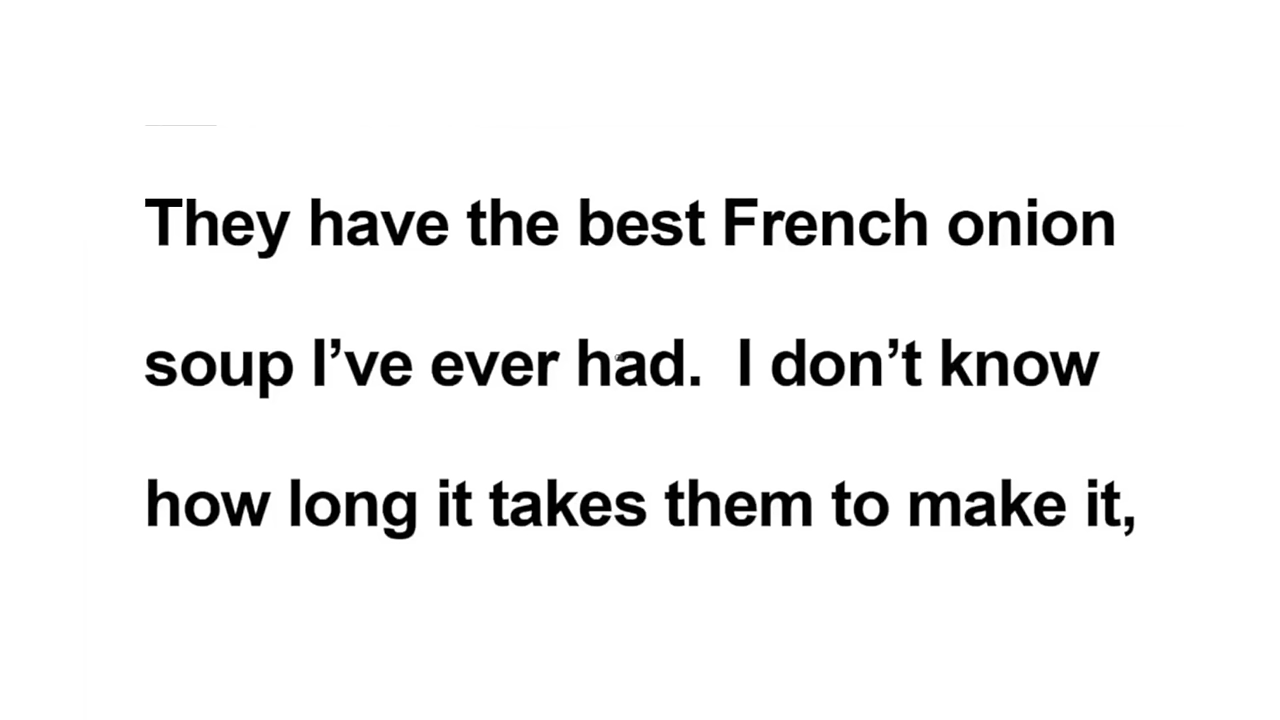 They have the best French onion
soup I’ve ever had.  I don’t know
how long it takes them to make it,